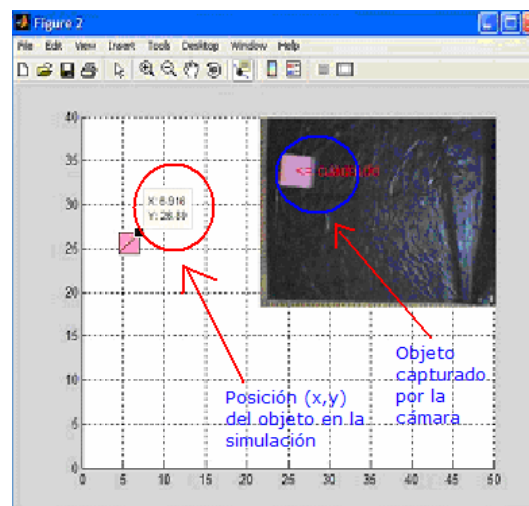 Figure 2
File Edit View Insert Tools Desktop Window Help
40
35
30
25
20
15
10
5
0
0 5 10 15 20 25 30 35 40 45 50
X: 6.916
Y: 26.89
<= cuadrado
Posición (x,y)
del objeto en la
simulación
Objeto
capturado
por la
cámara